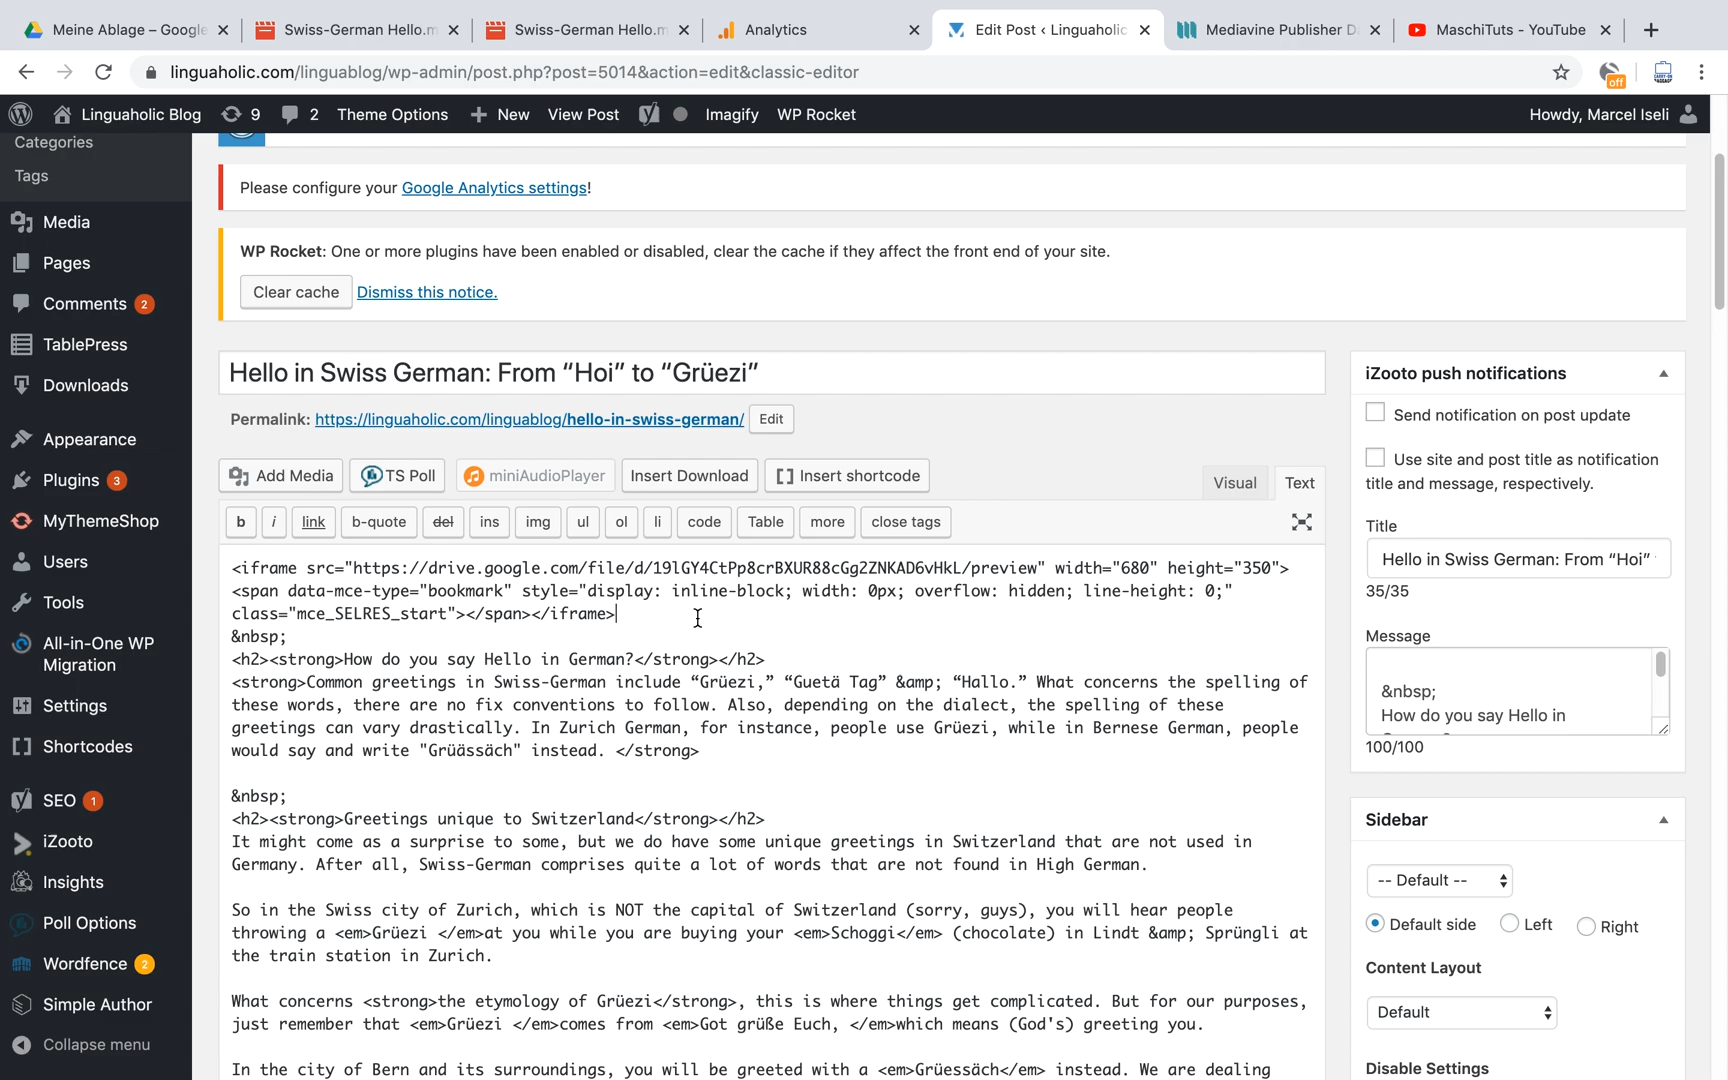 Meine Ablage – Google
Swiss-German Hello.m
Swiss-German Hello.m
Analytics
Edit Post ‹ Linguaholic
Mediavine Publisher D
MaschiTuts - YouTube
linguaholic.com/linguablog/wp-admin/post.php?post=5014&action=edit&classic-editor
off
Linguaholic Blog 9 2 Theme Options + New View Post Imagify WP Rocket
Howdy, Marcel Iseli
Categories
Tags
Media
Pages
Comments 2
TablePress
Downloads
Appearance
Plugins 3
MyThemeShop
Users
Tools
All-in-One WP
Migration
Settings
Shortcodes
SEO 1
iZooto
Insights
Poll Options
Wordfence 2
Simple Author
Collapse menu
Please configure your Google Analytics settings!
WP Rocket: One or more plugins have been enabled or disabled, clear the cache if they affect the front end of your site.
Clear cache Dismiss this notice.
Hello in Swiss German: From “Hoi” to “Grüezi”
Permalink: https://linguaholic.com/linguablog/hello-in-swiss-german/ Edit
Add Media TS Poll miniAudioPlayer Insert Download [ ] Insert shortcode
Visual Text
b i link b-quote del ins img ul ol li code Table more close tags
<iframe src="https://drive.google.com/file/d/19lGY4CtPp8crBXUR88cGg2ZNKAD6vHkL/preview" width="680" height="350">
<span data-mce-type="bookmark" style="display: inline-block; width: 0px; overflow: hidden; line-height: 0;"
class="mce_SELRES_start"></span></iframe>
&nbsp;
<h2><strong>How do you say Hello in German?</strong></h2>
<strong>Common greetings in Swiss-German include “Grüezi,” “Guetä Tag” &amp; “Hallo.” What concerns the spelling of
these words, there are no fix conventions to follow. Also, depending on the dialect, the spelling of these
greetings can vary drastically. In Zurich German, for instance, people use Grüezi, while in Bernese German, people
would say and write "Grüässäch" instead. </strong>
&nbsp;
<h2><strong>Greetings unique to Switzerland</strong></h2>
It might come as a surprise to some, but we do have some unique greetings in Switzerland that are not used in
Germany. After all, Swiss-German comprises quite a lot of words that are not found in High German.
So in the Swiss city of Zurich, which is NOT the capital of Switzerland (sorry, guys), you will hear people
throwing a <em>Grüezi </em>at you while you are buying your <em>Schoggi</em> (chocolate) in Lindt &amp; Sprüngli at
the train station in Zurich.
What concerns <strong>the etymology of Grüezi</strong>, this is where things get complicated. But for our purposes,
just remember that <em>Grüezi </em>comes from <em>Got grüße Euch, </em>which means (God's) greeting you.
In the city of Bern and its surroundings, you will be greeted with a <em>Grüessäch</em> instead. We are dealing
iZooto push notifications
Send notification on post update
Use site and post title as notification
title and message, respectively.
Title
Hello in Swiss German: From “Hoi”
35/35
Message
&nbsp;
How do you say Hello in
100/100
Sidebar
-- Default --
Default side Left Right
Content Layout
Default
Disable Settings